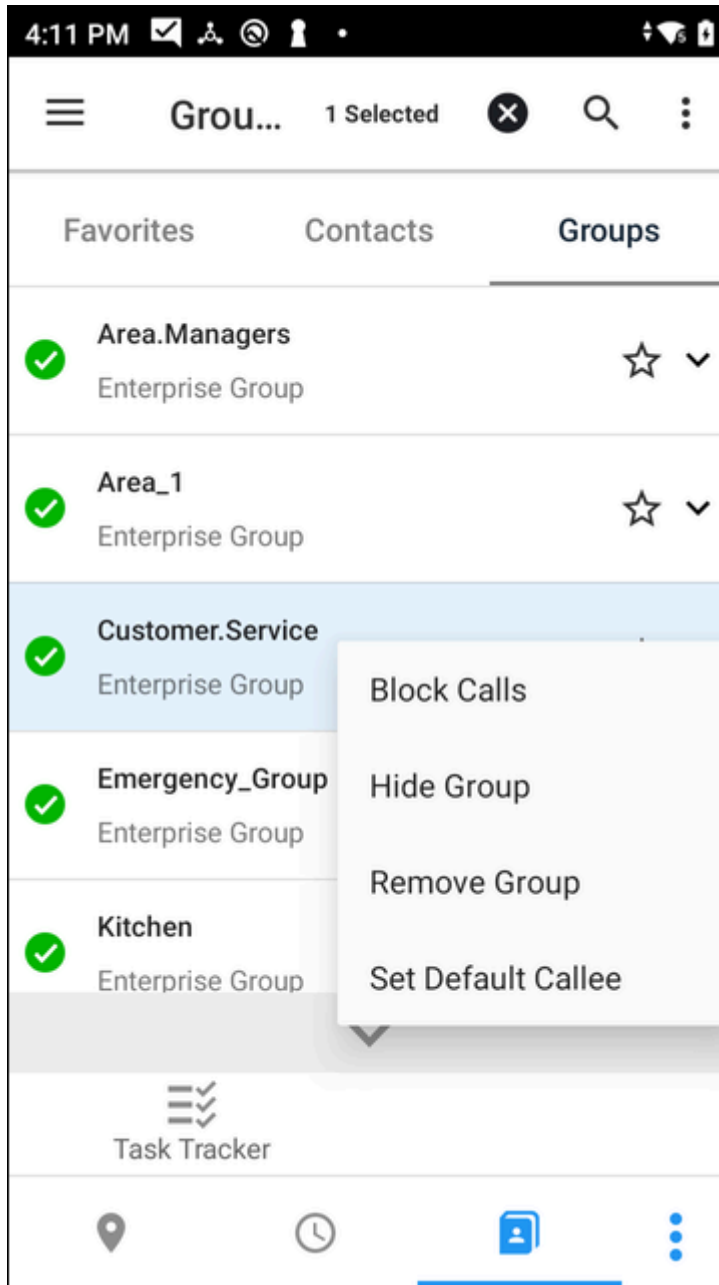 4:11 PM
Grou... 1 Selected
Favorites Contacts Groups
Area.Managers
Enterprise Group
Area_1
Enterprise Group
Customer.Service
Enterprise Group
Block Calls
Hide Group
Remove Group
Set Default Callee
Emergency_Group
Enterprise Group
Kitchen
Enterprise Group
Task Tracker